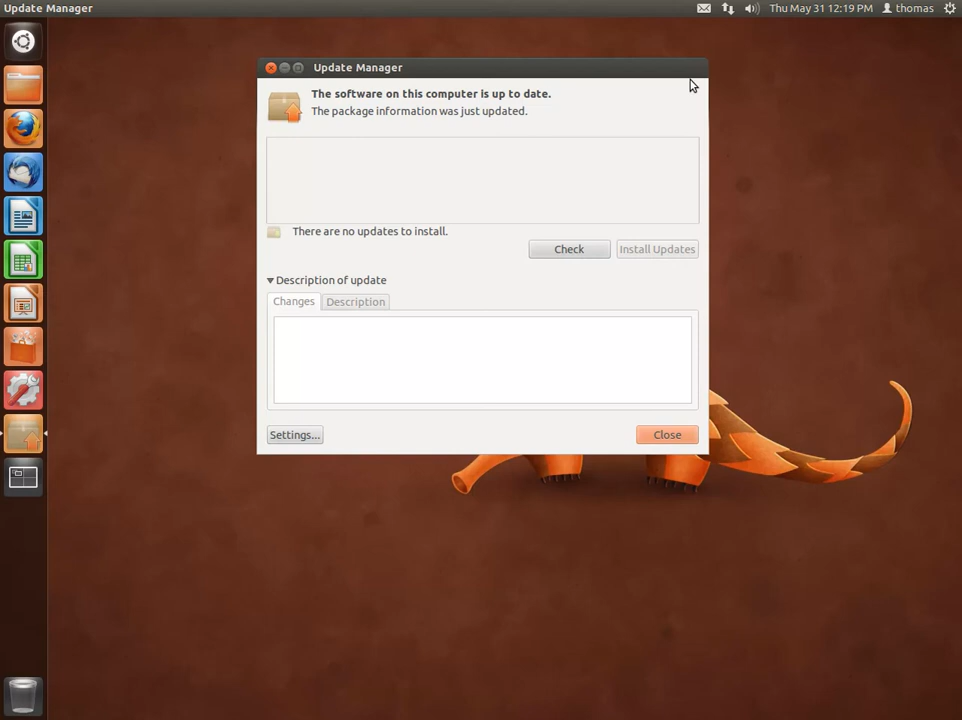 Update Manager
Thu May 31 12:19 PM thomas
Update Manager
The software on this computer is up to date.
The package information was just updated.
There are no updates to install.
Check Install Updates
Description of update
Changes Description
Settings... Close